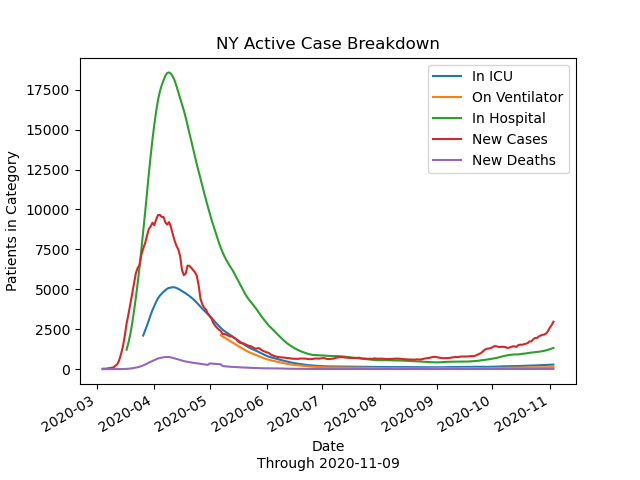 NY Active Case Breakdown
In ICU
On Ventilator
In Hospital
New Cases
New Deaths
Patients in Category
17500
15000
12500
10000
7500
5000
2500
0
2020-03
2020-04
2020-05
2020-06
2020-07
2020-08
2020-09
2020-10
2020-11
Date
Through 2020-11-09